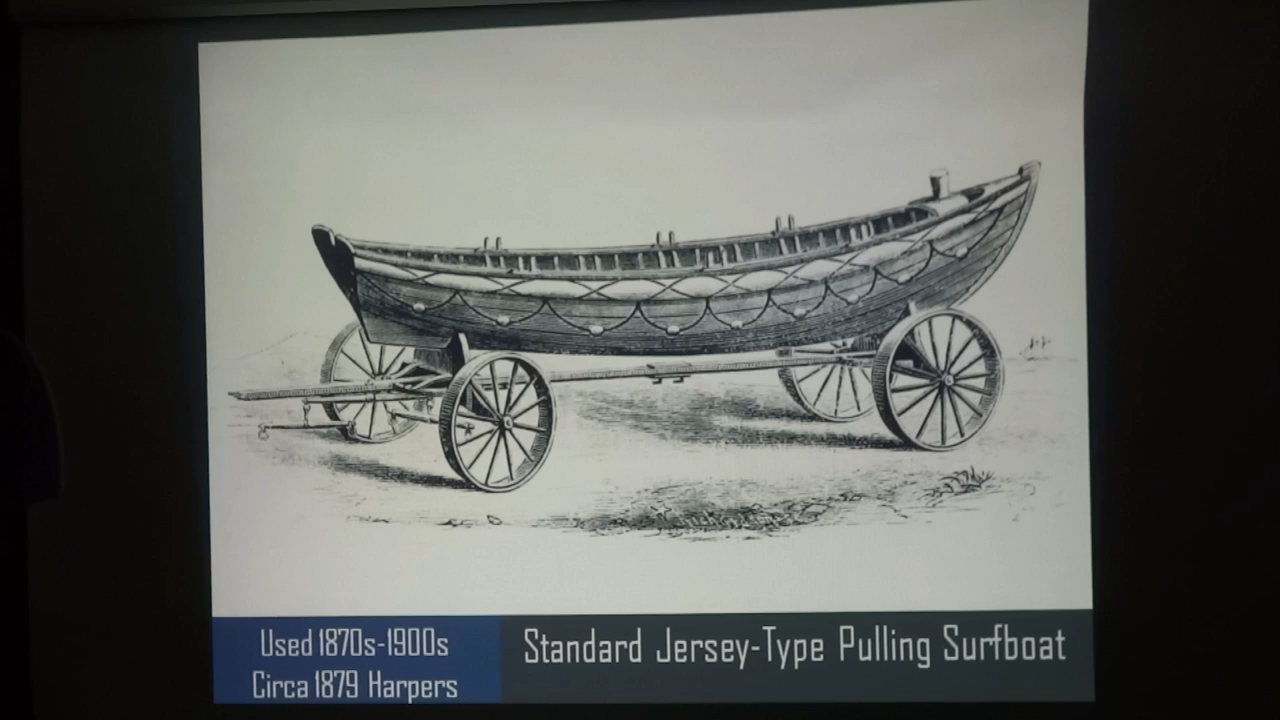 Used 1870s-1900s
Circa 1879 Harpers
Standard Jersey-Type Pulling Surfboat